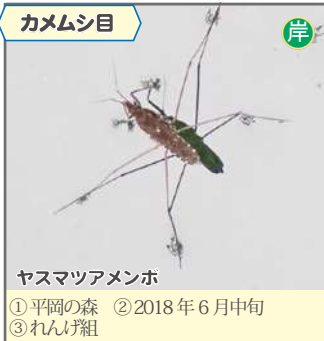 カメムシ目
岸
ヤスマツアメンボ
①平岡の森 ②2018年6月中旬
③れんげ組